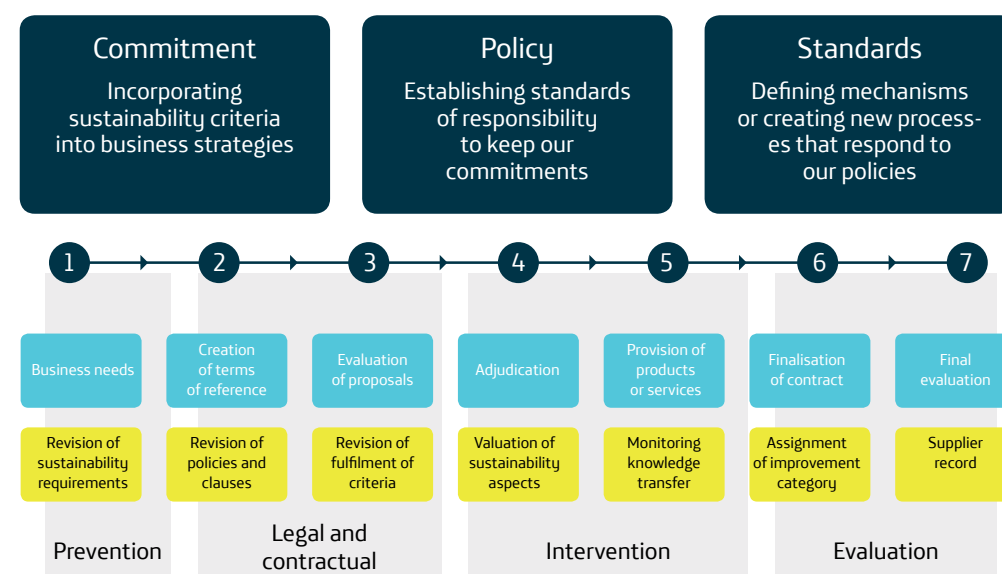 Commitment
Incorporating
sustainability criteria
into business strategies
Policy
Establishing standards
of responsibility
to keep our
commitments
Standards
Defining mechanisms
or creating new process-
es that respond to
our policies
1
2
3
4
5
6
7
Business needs
Creation
of terms
of reference
Evaluation
of proposals
Adjudication
Provision of
products
or services
Finalisation
of contract
Final
evaluation
Revision of
sustainability
requirements
Revision of
policies and
clauses
Revision of
fulfilment of
criteria
Valuation of
sustainability
aspects
Monitoring
knowledge
transfer
Assignment
of improvement
category
Supplier
record
Prevention
Legal and
contractual
Intervention
Evaluation